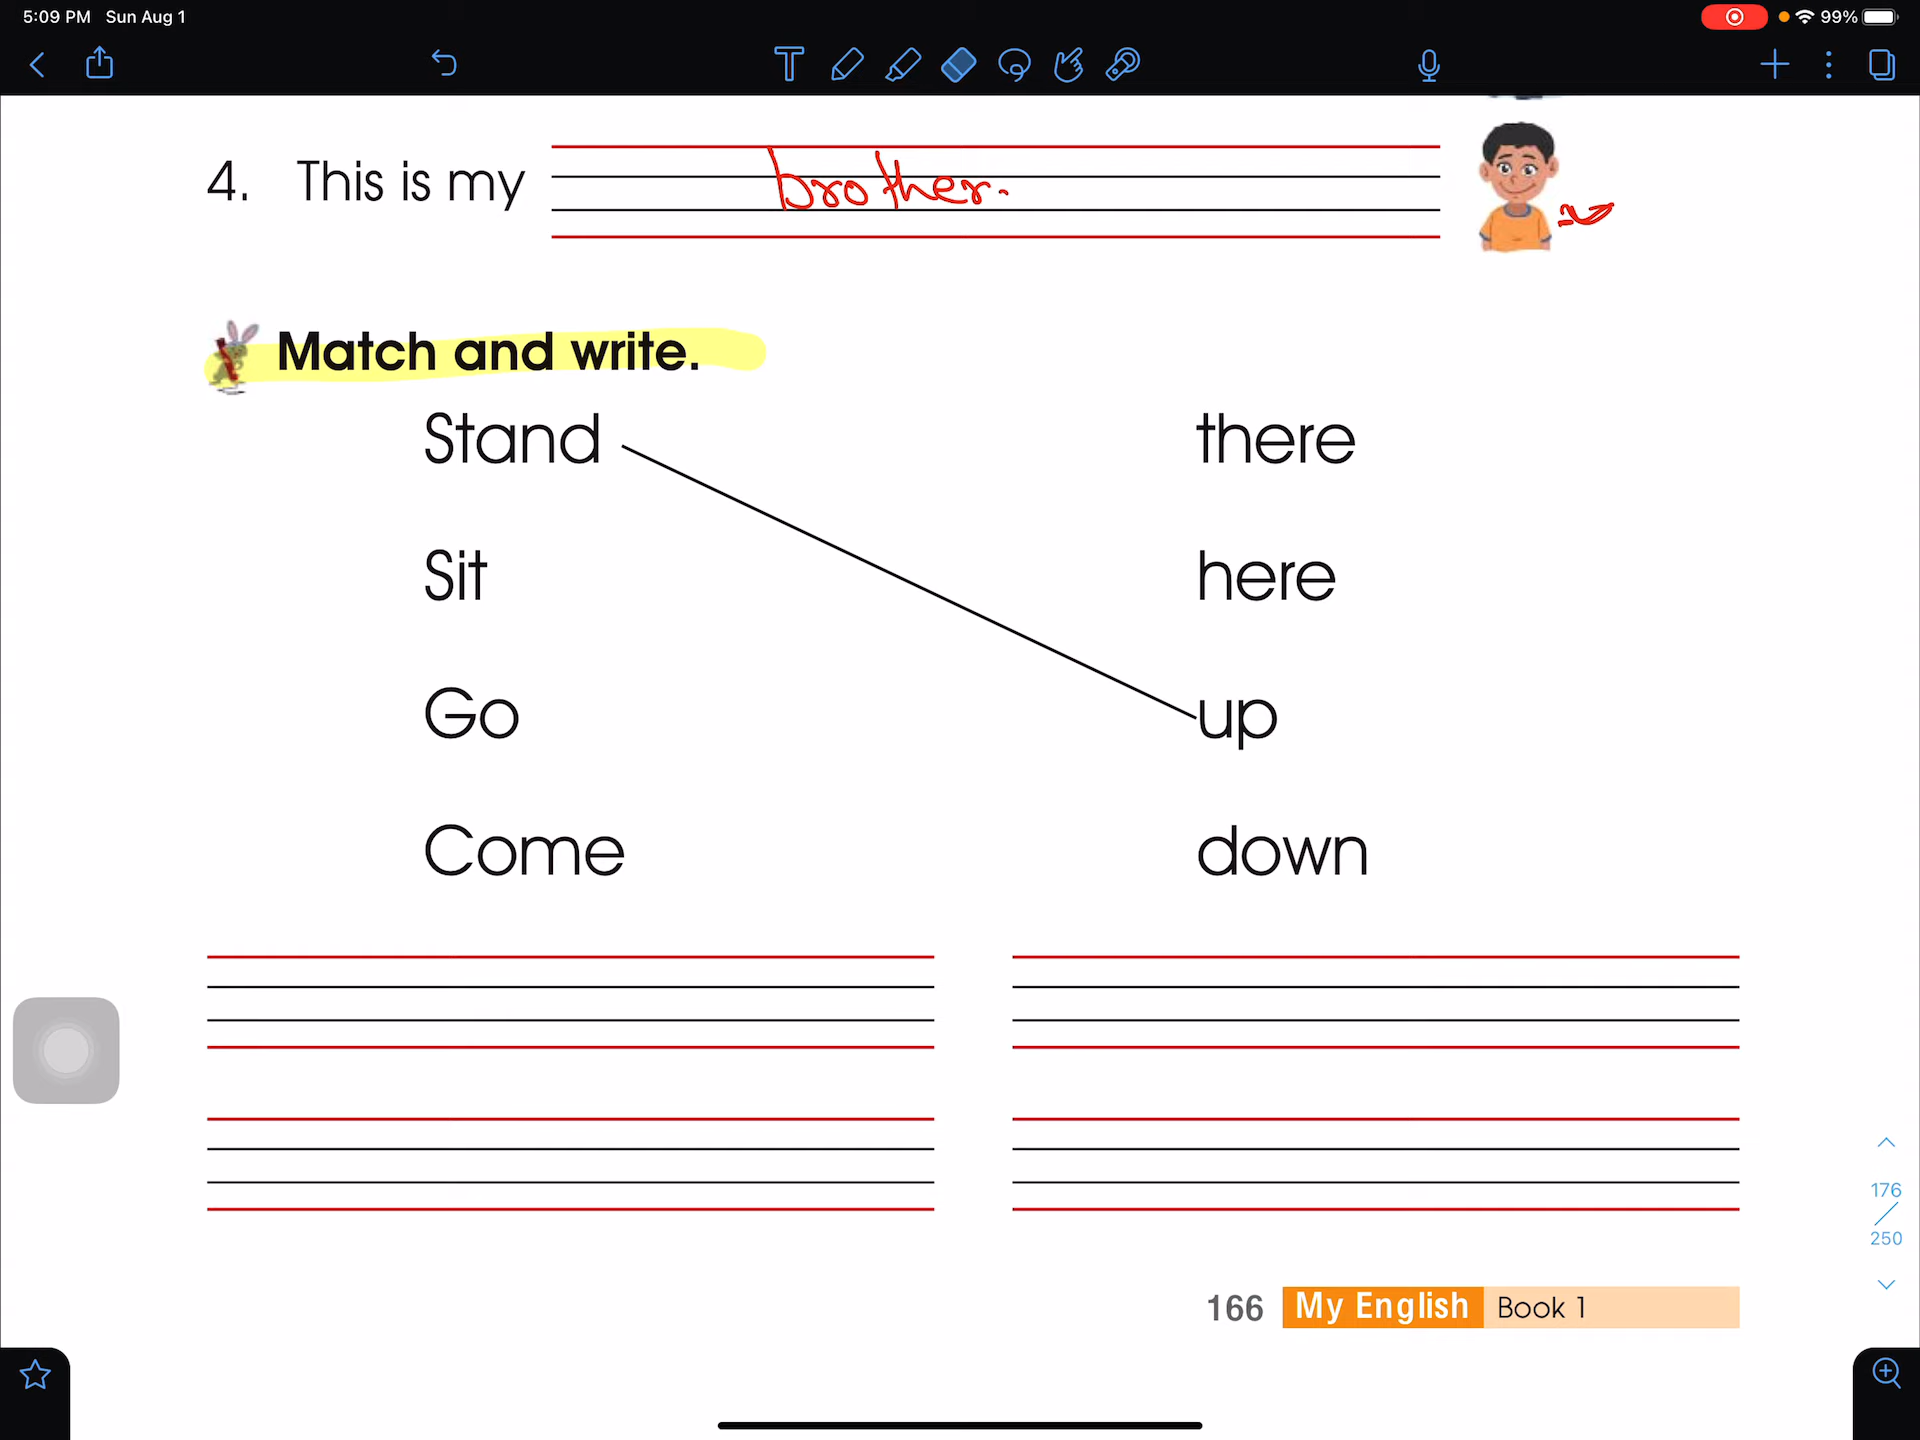 5:09 PM Sun Aug 1
99%
4. This is my brother.
Match and write.
Stand there
Sit here
Go up
Come down
176
250
166 My English Book 1